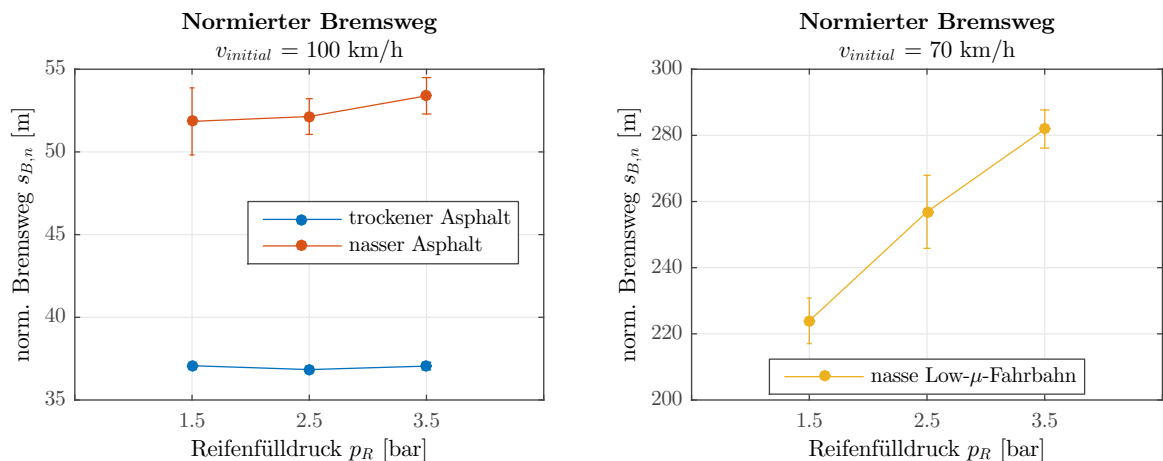 Normierter Bremsweg
v_initial = 100 km/h
norm. Bremsweg s_B,n [m]
55
50
45
40
35
trockener Asphalt
nasser Asphalt
1.5
2.5
3.5
Reifenfülldruck p_R [bar]
Normierter Bremsweg
v_initial = 70 km/h
norm. Bremsweg s_B,n [m]
300
280
260
240
220
200
nasse Low-μ-Fahrbahn
1.5
2.5
3.5
Reifenfülldruck p_R [bar]